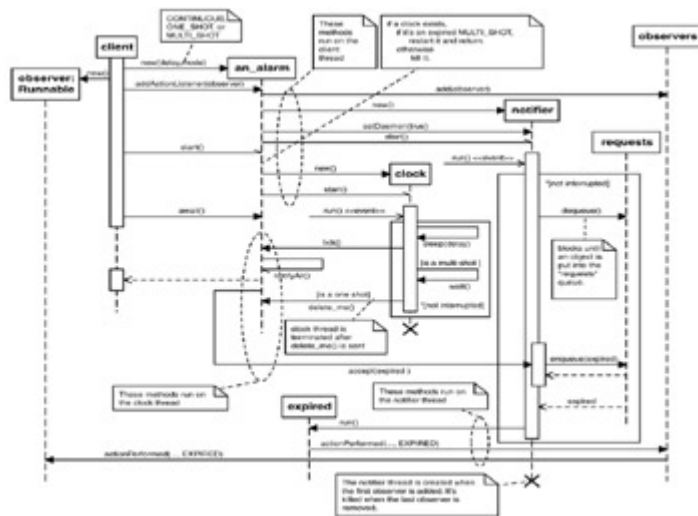 CONTINUOUS,
ONE_SHOT, or
MULTI_SHOT
These
methods
run on the
client
thread
If a clock exists,
if it's an expired MULTI_SHOT,
restart it and return.
otherwise
kill it.
observers
client
new()
new(delay,mode)
an_alarm
observer:
Runnable
addActionListener(observer)
add(observer)
new()
notifier
setDaemon(true)
start()
start()
requests
new()
run() <<event>>
clock
*[not interrupted]
start()
await()
run() <<event>>
dequeue()
sleep(delay)
Blocks until
an object is
put into the
"requests"
queue.
[is a multi-shot]
wait()
[is a one-shot]
delete_me()
*[not interrupted]
clock thread is
terminated after
delete_me() is sent
enqueue(expired)
accept(expired)
These methods run on
the clock thread
These methods run on
the notifier thread
expired
expired
run()
actionPerformed(..., EXPIRED)
actionPerformed(... EXPIRED)
The notifier thread is created when
the first observer is added. It's
killed when the last observer is
removed.